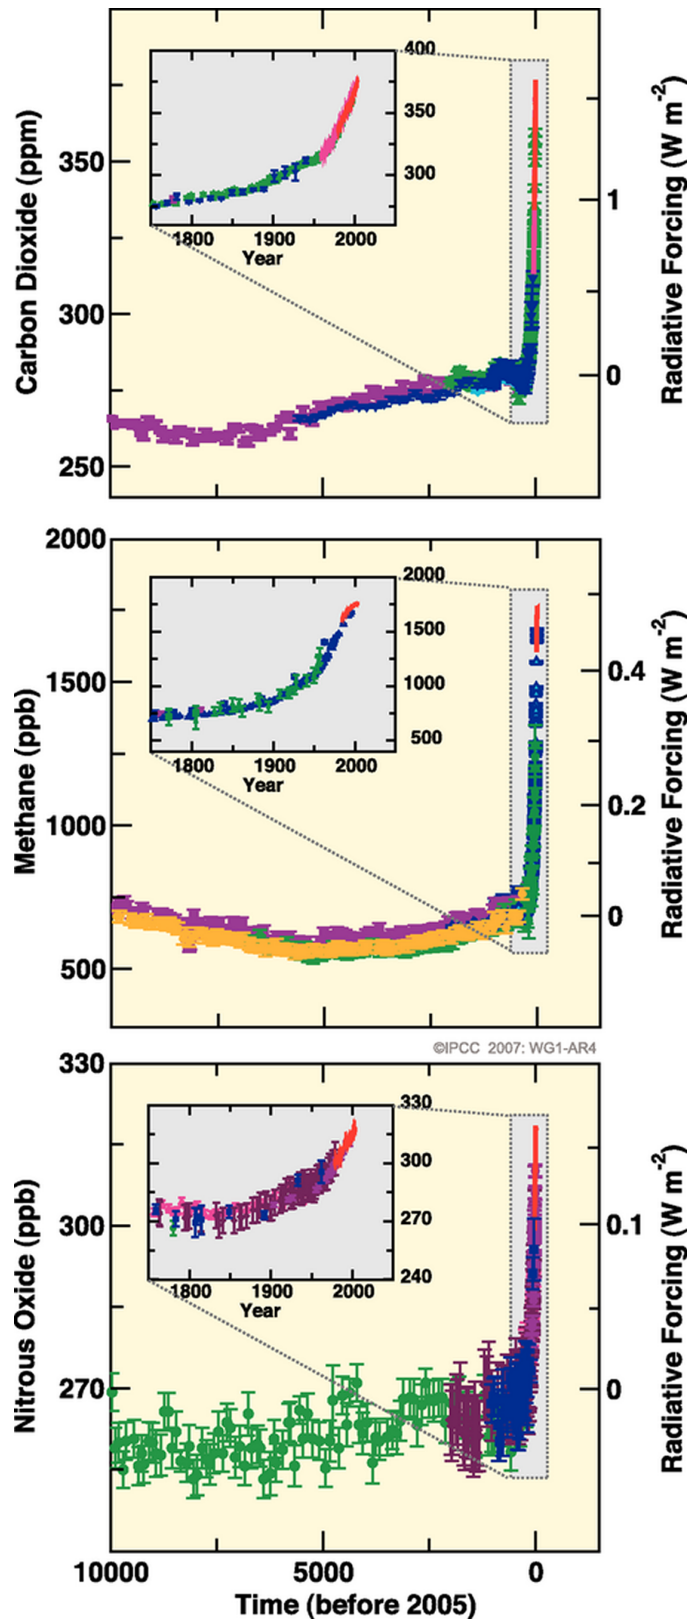 Carbon Dioxide (ppm)
350
300
250
400
350
300
1800 1900 2000
Year
1
0
Radiative Forcing (W m-2)
Methane (ppb)
2000
1500
1000
500
2000
1500
1000
500
1800 1900 2000
Year
0.4
0.2
0
Radiative Forcing (W m-2)
©IPCC 2007: WG1-AR4
Nitrous Oxide (ppb)
330
300
270
330
300
270
240
1800 1900 2000
Year
0.1
0
Radiative Forcing (W m-2)
10000 5000 0
Time (before 2005)